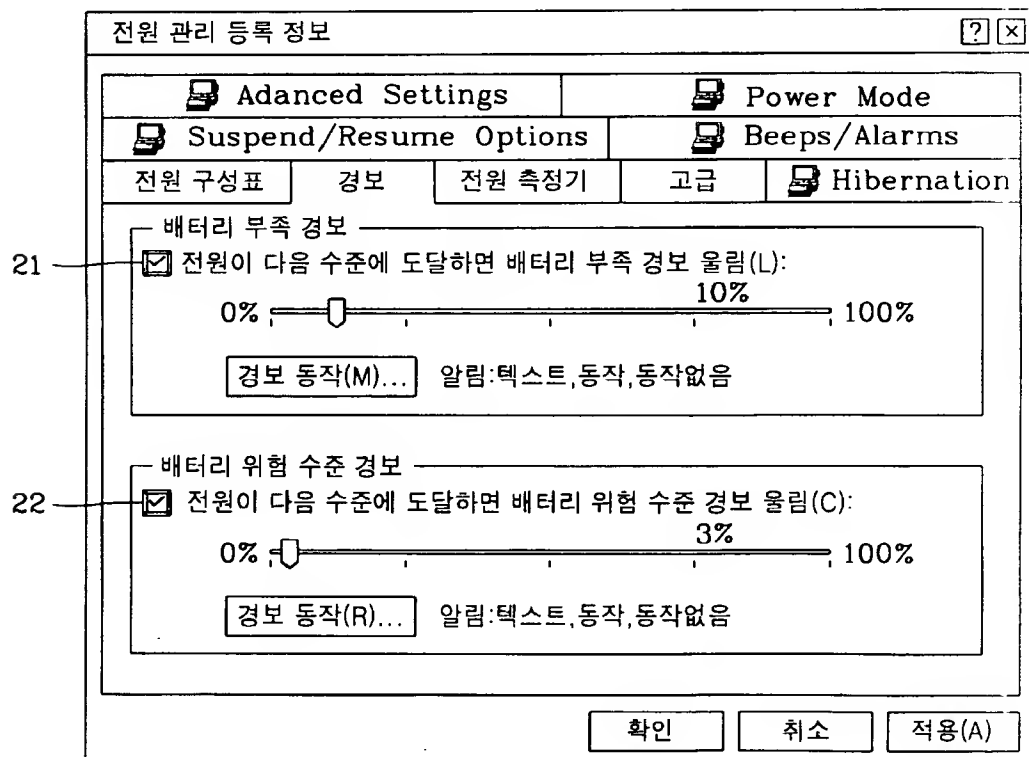 전원 관리 등록 정보 ? ×
Adanced Settings Power Mode
Suspend/Resume Options Beeps/Alarms
전원 구성표 경보 전원 측정기 고급 Hibernation
배터리 부족 경보
21 전원이 다음 수준에 도달하면 배터리 부족 경보 울림(L):
10%
0% 100%
경보 동작(M)... 알림:텍스트,동작,동작없음
배터리 위험 수준 경보
22 전원이 다음 수준에 도달하면 배터리 위험 수준 경보 울림(C):
3%
0% 100%
경보 동작(R)... 알림:텍스트,동작,동작없음
확인 취소 적용(A)